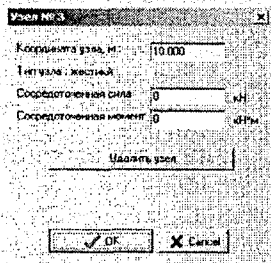 Узел №3
Координата узла, м 10.000
Тип узла : жесткий
Сосредоточенная сила 0 кН
Сосредоточенная момент 0 кН*м
Удалить узел
OK Cancel